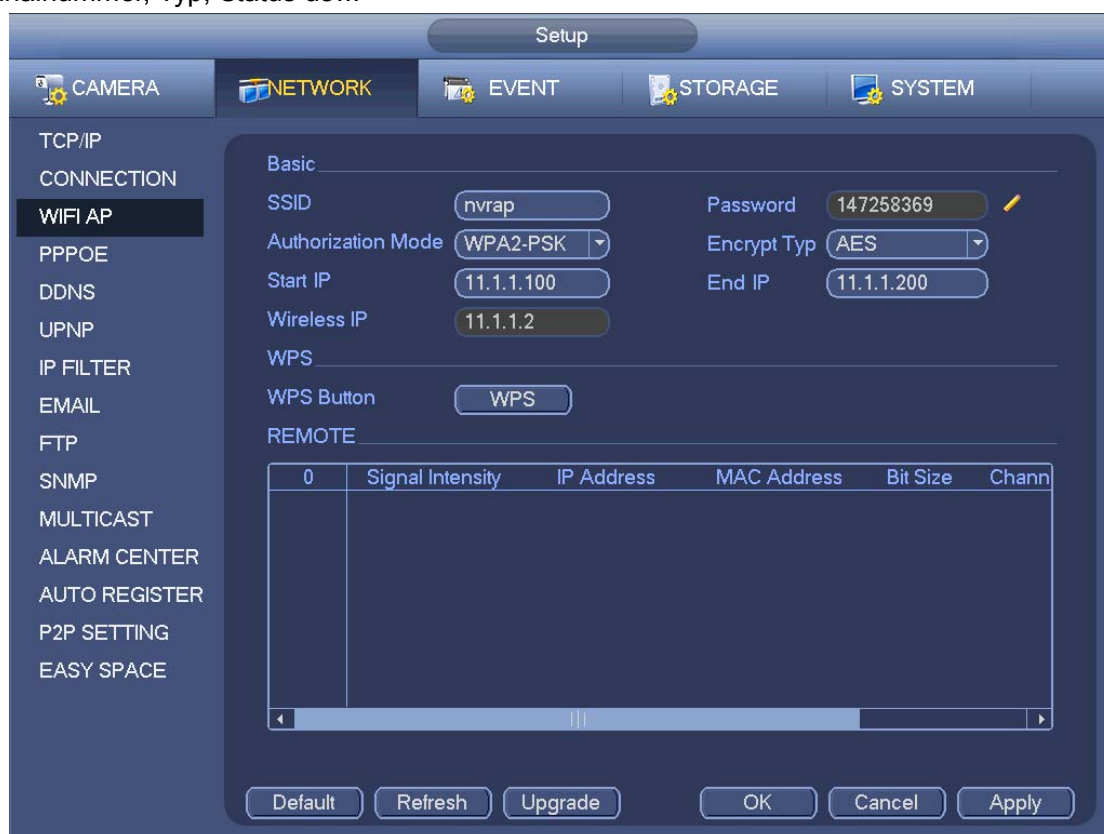 Setup
CAMERA NETWORK EVENT STORAGE SYSTEM
TCP/IP
CONNECTION
WIFI AP
PPPOE
DDNS
UPNP
IP FILTER
EMAIL
FTP
SNMP
MULTICAST
ALARM CENTER
AUTO REGISTER
P2P SETTING
EASY SPACE
Basic
SSID nvrap Password 147258369
Authorization Mode WPA2-PSK Encrypt Typ AES
Start IP 11.1.1.100 End IP 11.1.1.200
Wireless IP 11.1.1.2
WPS
WPS Button WPS
REMOTE
0 Signal Intensity IP Address MAC Address Bit Size Chann
Default Refresh Upgrade OK Cancel Apply